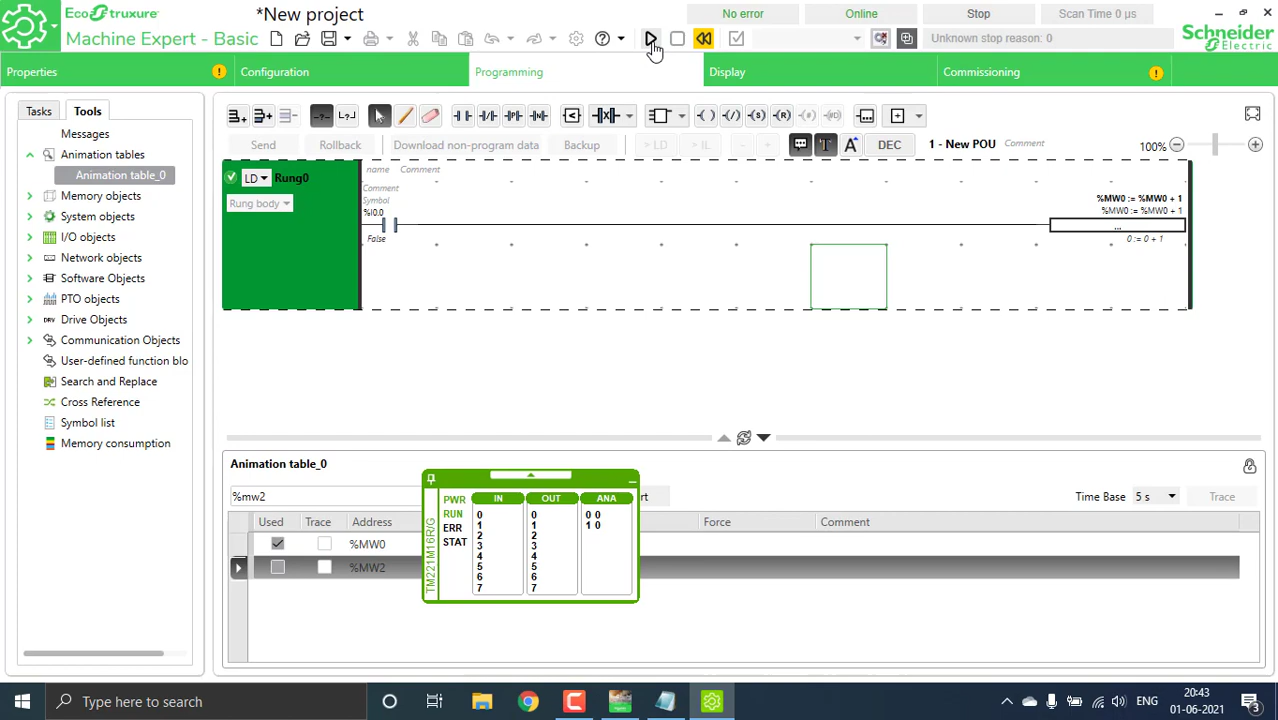 EcoStruxure
Machine Expert - Basic
*New project
No error
Online
Stop
Scan Time 0 µs
Unknown stop reason: 0
Schneider
Electric
Properties
Configuration
Programming
Display
Commissioning
Tasks
Tools
Messages
Animation tables
Animation table_0
Memory objects
System objects
I/O objects
Network objects
Software Objects
PTO objects
Drive Objects
Communication Objects
User-defined function blo
Search and Replace
Cross Reference
Symbol list
Memory consumption
Send
Rollback
Download non-program data
Backup
> LD
> IL
DEC
1 - New POU
Comment
100%
LD
Rung0
Rung body
name Comment
Comment
Symbol
%I0.0
False
%MW0 := %MW0 + 1
%MW0 := %MW0 + 1
...
0 := 0 + 1
Animation table_0
%mw2
rt
Time Base
5 s
Trace
Used
Trace
Address
Force
Comment
%MW0
%MW2
TM221M16R/G
PWR
RUN
ERR
STAT
IN
0
1
2
3
4
5
6
7
OUT
0
1
2
3
4
5
6
7
ANA
0 0
1 0
Type here to search
ENG
20:43
01-06-2021
3